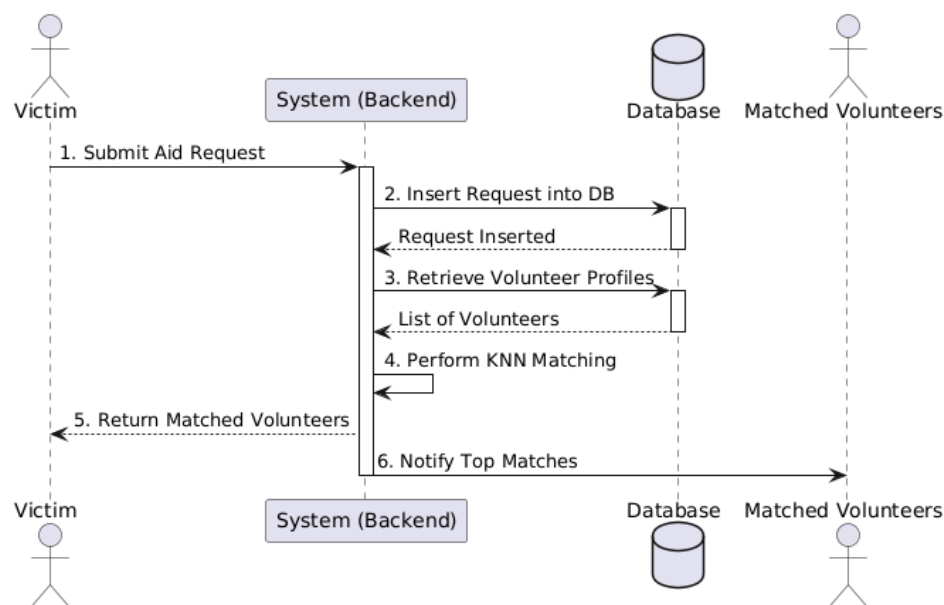 Victim
System (Backend)
Database
Matched Volunteers
1. Submit Aid Request
2. Insert Request into DB
Request Inserted
3. Retrieve Volunteer Profiles
List of Volunteers
4. Perform KNN Matching
5. Return Matched Volunteers
6. Notify Top Matches
Victim
System (Backend)
Database
Matched Volunteers